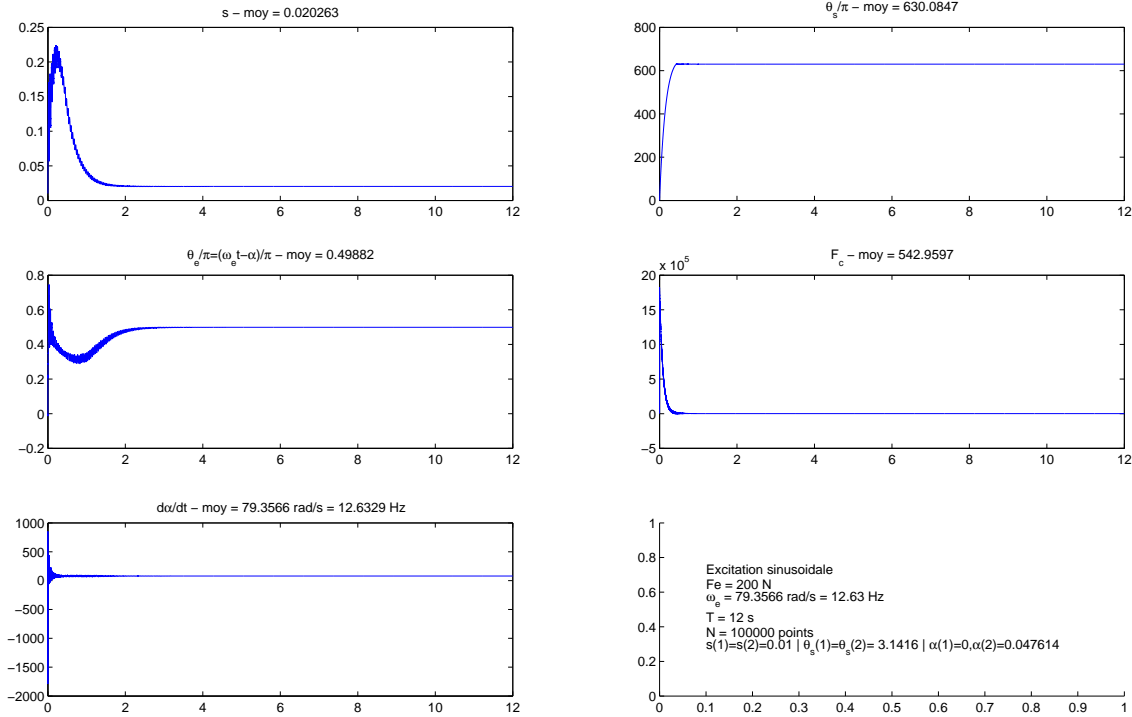 s − moy = 0.020263
0.25
0.2
0.15
0.1
0.05
0
0 2 4 6 8 10 12
θs/π − moy = 630.0847
800
600
400
200
0
0 2 4 6 8 10 12
θe/π=(ωet−α)/π − moy = 0.49882
0.8
0.6
0.4
0.2
0
−0.2
0 2 4 6 8 10 12
Fc − moy = 542.9597
x 10^5
20
15
10
5
0
−5
0 2 4 6 8 10 12
dα/dt − moy = 79.3566 rad/s = 12.6329 Hz
1000
500
0
−500
−1000
−1500
−2000
0 2 4 6 8 10 12
1
0.8
0.6
0.4
0.2
0
0 0.1 0.2 0.3 0.4 0.5 0.6 0.7 0.8 0.9 1
Excitation sinusoidale
Fe = 200 N
ωe = 79.3566 rad/s = 12.63 Hz
T = 12 s
N = 100000 points
s(1)=s(2)=0.01 | θs(1)=θs(2)= 3.1416 | α(1)=0,α(2)=0.047614